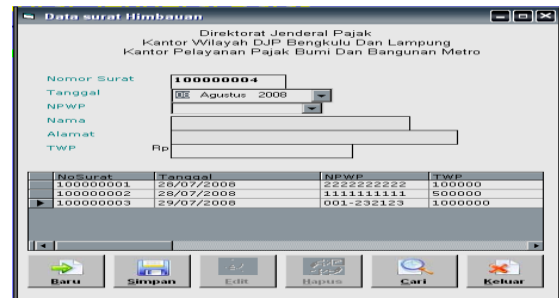 Data surat Himbauan
Direktorat Jenderal Pajak
Kantor Wilayah DJP Bengkulu Dan Lampung
Kantor Pelayanan Pajak Bumi Dan Bangunan Metro
Nomor Surat 100000004
Tanggal Agustus 2008
NPWP
Nama
Alamat
TWP Rp
NoSurat Tanggal NPWP TWP
100000001 28/07/2008 2222222222 100000
100000002 28/07/2008 1111111111 500000
100000003 29/07/2008 001-232123 1000000
Baru Simpan Edit Hapus Cari Keluar